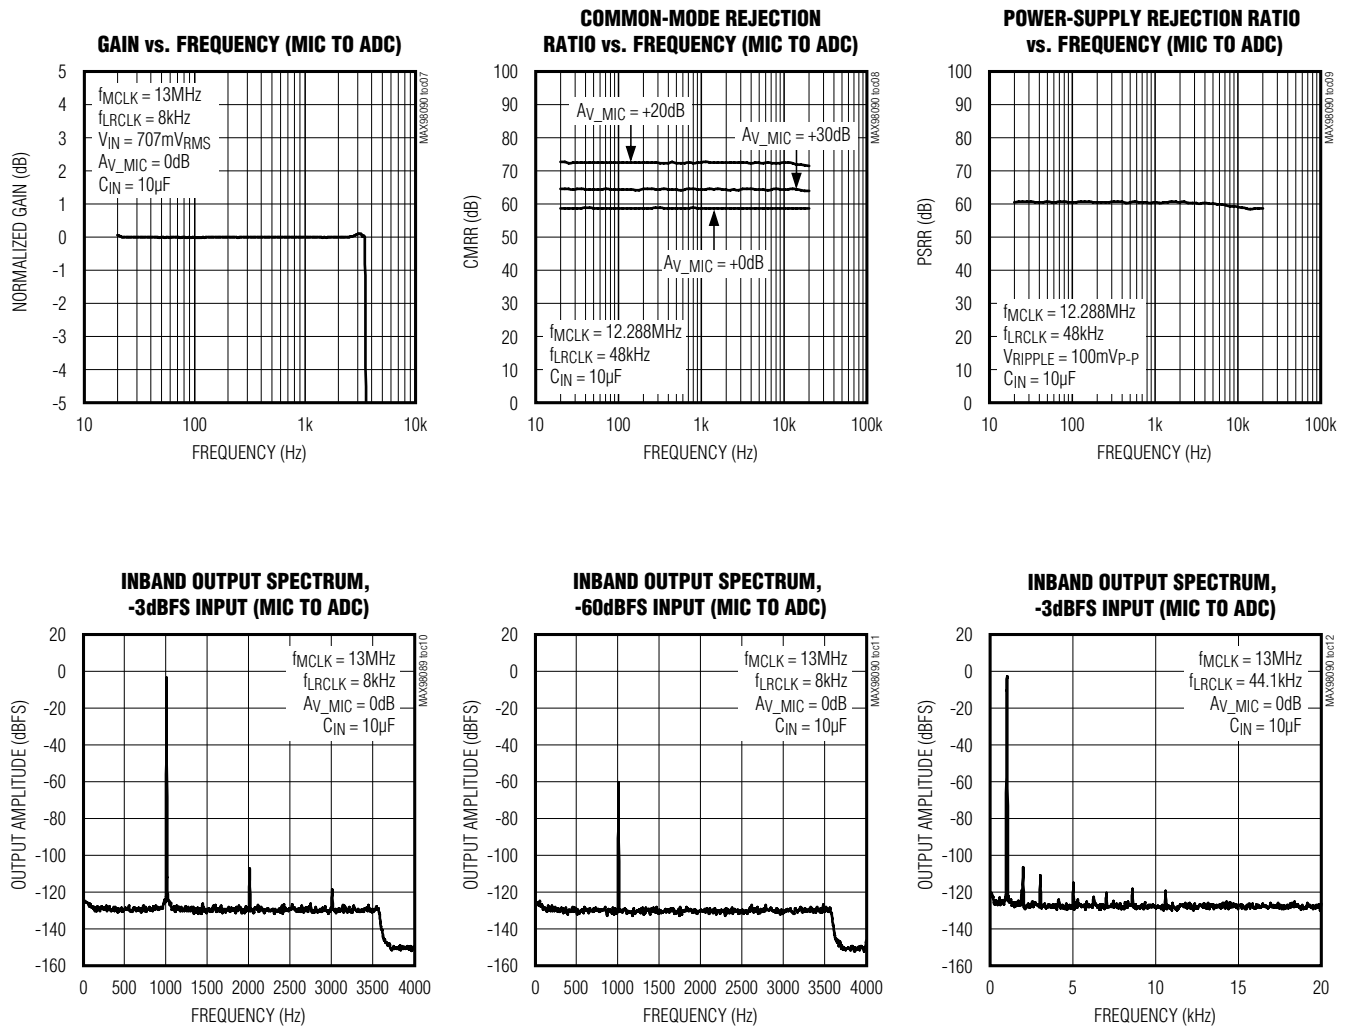 GAIN vs. FREQUENCY (MIC TO ADC)
5
4
3
2
1
0
-1
-2
-3
-4
-5
NORMALIZED GAIN (dB)
fMCLK = 13MHz
fLRCLK = 8kHz
VIN = 707mVRMS
AV_MIC = 0dB
CIN = 10µF
MAX98090 toc07
10
100
1k
10k
FREQUENCY (Hz)
COMMON-MODE REJECTION
RATIO vs. FREQUENCY (MIC TO ADC)
100
90
80
70
60
50
40
30
20
10
0
CMRR (dB)
AV_MIC = +20dB
AV_MIC = +30dB
AV_MIC = +0dB
fMCLK = 12.288MHz
fLRCLK = 48kHz
CIN = 10µF
MAX98090 toc08
10
100
1k
10k
100k
FREQUENCY (Hz)
POWER-SUPPLY REJECTION RATIO
vs. FREQUENCY (MIC TO ADC)
100
90
80
70
60
50
40
30
20
10
0
PSRR (dB)
fMCLK = 12.288MHz
fLRCLK = 48kHz
VRIPPLE = 100mVP-P
CIN = 10µF
MAX98090 toc09
10
100
1k
10k
100k
FREQUENCY (Hz)
INBAND OUTPUT SPECTRUM,
-3dBFS INPUT (MIC TO ADC)
20
0
-20
-40
-60
-80
-100
-120
-140
-160
OUTPUT AMPLITUDE (dBFS)
fMCLK = 13MHz
fLRCLK = 8kHz
AV_MIC = 0dB
CIN = 10µF
MAX98089 toc10
0
500
1000
1500
2000
2500
3000
3500
4000
FREQUENCY (Hz)
INBAND OUTPUT SPECTRUM,
-60dBFS INPUT (MIC TO ADC)
20
0
-20
-40
-60
-80
-100
-120
-140
-160
OUTPUT AMPLITUDE (dBFS)
fMCLK = 13MHz
fLRCLK = 8kHz
AV_MIC = 0dB
CIN = 10µF
MAX98090 toc11
0
500
1000
1500
2000
2500
3000
3500
4000
FREQUENCY (Hz)
INBAND OUTPUT SPECTRUM,
-3dBFS INPUT (MIC TO ADC)
20
0
-20
-40
-60
-80
-100
-120
-140
-160
OUTPUT AMPLITUDE (dBFS)
fMCLK = 13MHz
fLRCLK = 44.1kHz
AV_MIC = 0dB
CIN = 10µF
MAX98090 toc12
0
5
10
15
20
FREQUENCY (kHz)